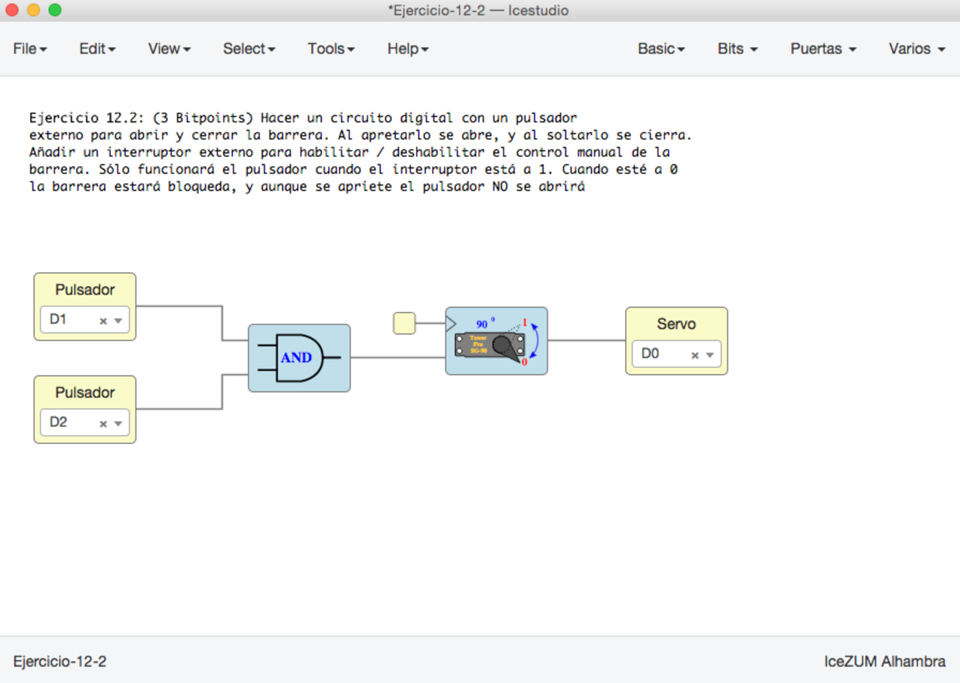 *Ejercicio-12-2 — Icestudio
File Edit View Select Tools Help Basic Bits Puertas Varios
Ejercicio 12.2: (3 Bitpoints) Hacer un circuito digital con un pulsador
externo para abrir y cerrar la barrera. Al apretarlo se abre, y al soltarlo se cierra.
Añadir un interruptor externo para habilitar / deshabilitar el control manual de la
barrera. Sólo funcionará el pulsador cuando el interruptor está a 1. Cuando esté a 0
la barrera estará bloqueda, y aunque se apriete el pulsador NO se abrirá
Pulsador
D1
Pulsador
D2
AND
90 º
1
Tower
Pro
SG-90
0
Servo
D0
Ejercicio-12-2
IceZUM Alhambra